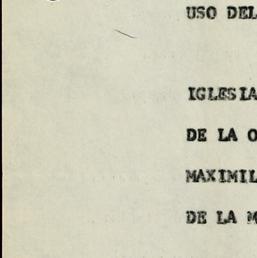 USO DEL
IGLESIA
DE LA O
MAXIMIL
DE LA M